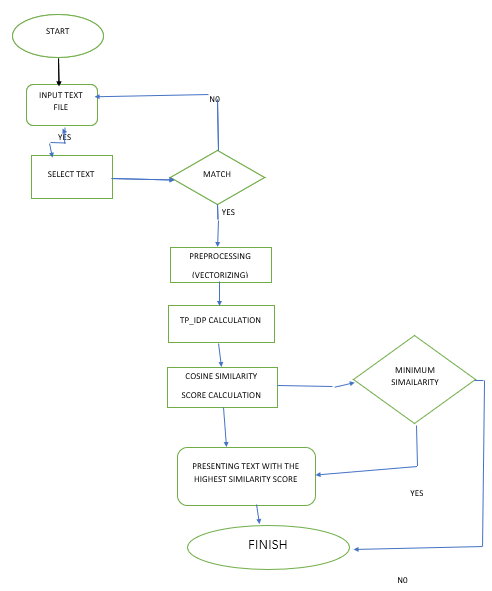 START
INPUT TEXT
FILE
NO
YES
SELECT TEXT
MATCH
YES
PREPROCESSING
(VECTORIZING)
TP_IDP CALCULATION
COSINE SIMILARITY
SCORE CALCULATION
MINIMUM
SIMAILARITY
PRESENTING TEXT WITH THE
HIGHEST SIMILARITY SCORE
YES
FINISH
NO